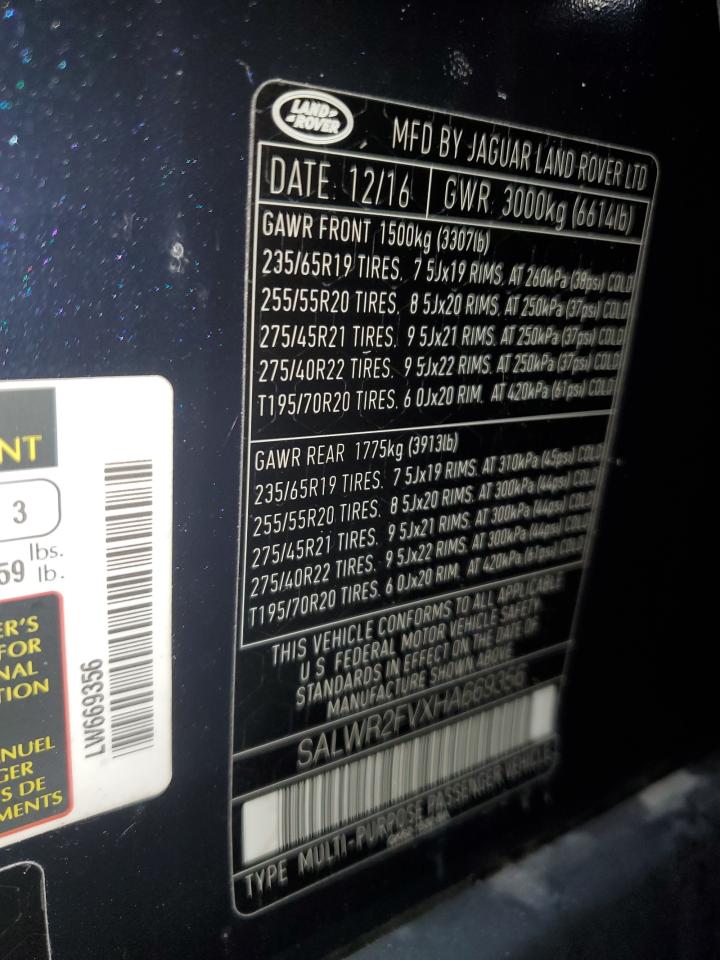 LAND ROVER
MFD BY JAGUAR LAND ROVER LTD
DATE: 12/16 GWR. 3000kg (6614lb)
GAWR FRONT 1500kg (3307lb)
235/65R19 TIRES, 7 5Jx19 RIMS, AT 260kPa (38psi) COLD
255/55R20 TIRES, 8 5Jx20 RIMS, AT 250kPa (37psi) COLD
275/45R21 TIRES, 9 5Jx21 RIMS, AT 250kPa (37psi) COLD
275/40R22 TIRES, 9 5Jx22 RIMS, AT 250kPa (37psi) COLD
T195/70R20 TIRES, 6 0Jx20 RIM, AT 420kPa (61psi) COLD
GAWR REAR 1775kg (3913lb)
235/65R19 TIRES, 7 5Jx19 RIMS, AT 310kPa (45psi) COLD
255/55R20 TIRES, 8 5Jx20 RIMS, AT 300kPa (44psi) COLD
275/45R21 TIRES, 9 5Jx21 RIMS, AT 300kPa (44psi) COLD
275/40R22 TIRES, 9 5Jx22 RIMS, AT 300kPa (44psi) COLD
T195/70R20 TIRES, 6 0Jx20 RIM, AT 420kPa (61psi) COLD
THIS VEHICLE CONFORMS TO ALL APPLICABLE
U S FEDERAL MOTOR VEHICLE SAFETY
STANDARDS IN EFFECT ON THE DATE OF
MANUFACTURE SHOWN ABOVE
SALWR2FVXHA669356
TYPE MULTI-PURPOSE PASSENGER VEHICLE
NT
3
lbs.
59 lb.
ER'S
FOR
NAL
TION
ANUEL
GER
S DE
MENTS
LW669356